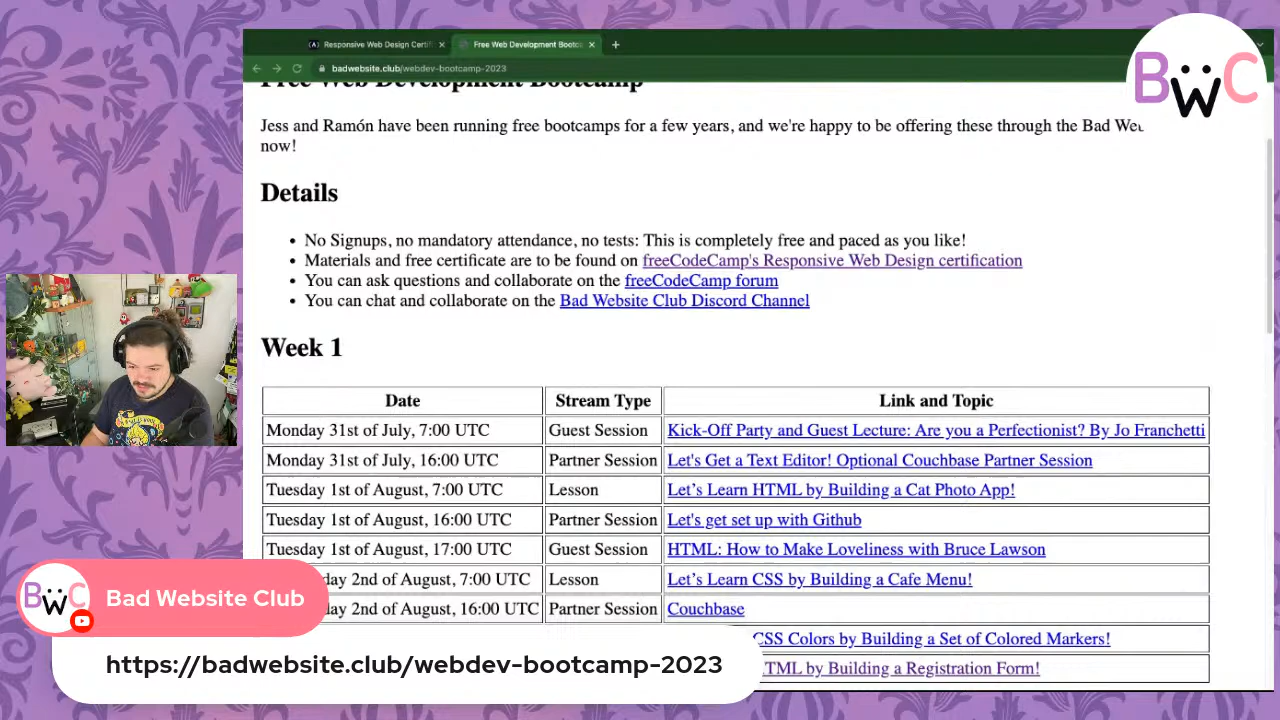 Responsive Web Design Certifi
Free Web Development Bootca
badwebsite.club/webdev-bootcamp-2023
BWC
Free Web Development Bootcamp
Jess and Ramón have been running free bootcamps for a few years, and we're happy to be offering these through the Bad
now!
Details
• No Signups, no mandatory attendance, no tests: This is completely free and paced as you like!
• Materials and free certificate are to be found on freeCodeCamp's Responsive Web Design certification
• You can ask questions and collaborate on the freeCodeCamp forum
• You can chat and collaborate on the Bad Website Club Discord Channel
Week 1
Date Stream Type Link and Topic
Monday 31st of July, 7:00 UTC Guest Session Kick-Off Party and Guest Lecture: Are you a Perfectionist? By Jo Franchetti
Monday 31st of July, 16:00 UTC Partner Session Let's Get a Text Editor! Optional Couchbase Partner Session
Tuesday 1st of August, 7:00 UTC Lesson Let’s Learn HTML by Building a Cat Photo App!
Tuesday 1st of August, 16:00 UTC Partner Session Let's get set up with Github
Tuesday 1st of August, 17:00 UTC Guest Session HTML: How to Make Loveliness with Bruce Lawson
day 2nd of August, 7:00 UTC Lesson Let’s Learn CSS by Building a Cafe Menu!
day 2nd of August, 16:00 UTC Partner Session Couchbase
CSS Colors by Building a Set of Colored Markers!
TML by Building a Registration Form!
BWC
Bad Website Club
https://badwebsite.club/webdev-bootcamp-2023